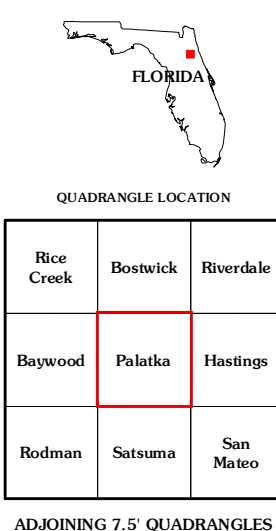 FLORIDA
QUADRANGLE LOCATION
Rice
Creek
Bostwick
Riverdale
Baywood
Palatka
Hastings
Rodman
Satsuma
San
Mateo
ADJOINING 7.5' QUADRANGLES